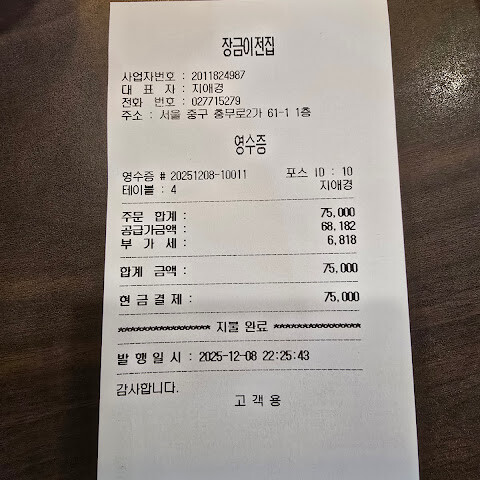 장금이전집
사업자번호 : 2011824987
대 표 자 : 지애경
전화 번호 : 027715279
주소 : 서울 중구 충무로2가 61-1 1층
영수증
영수증 # 20251208-10011 포스 ID : 10
테이블 : 4 지애경
주문 합계 : 75,000
공급가금액 : 68,182
부 가 세 : 6,818
합계 금액 : 75,000
현 금 결 제 : 75,000
***************** 지불 완료 ****************
발 행 일 시 : 2025-12-08 22:25:43
감사합니다.
고 객 용